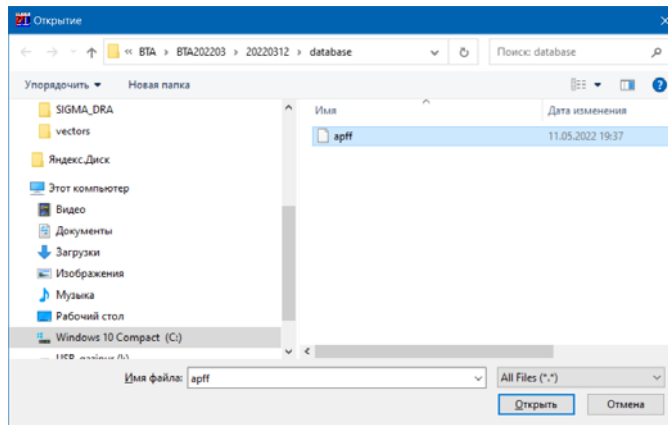 Открытие
« BTA › BTA202203 › 20220312 › database
Поиск: database
Упорядочить
Новая папка
SIGMA_DRA
vectors
Яндекс.Диск
Этот компьютер
Видео
Документы
Загрузки
Изображения
Музыка
Рабочий стол
Windows 10 Compact (C:)
Имя
Дата изменения
apff
11.05.2022 19:37
Имя файла:
apff
All Files (*.*)
Открыть
Отмена